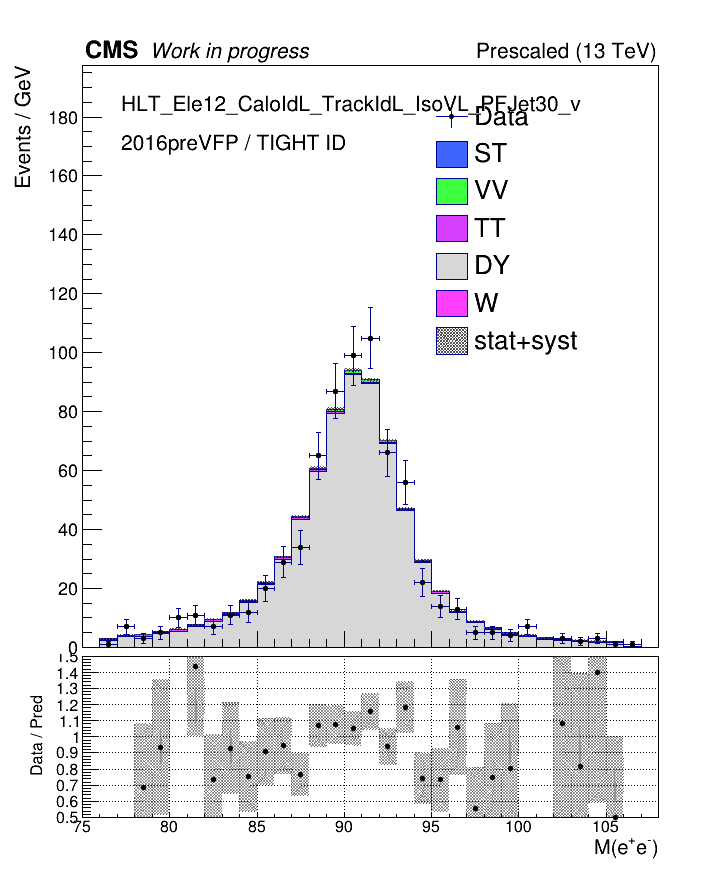 CMS Work in progress Prescaled (13 TeV)
Events / GeV
HLT_Ele12_CaloIdL_TrackIdL_IsoVL_PFJet30_v
2016preVFP / TIGHT ID
Data
ST
VV
TT
DY
W
stat+syst
180
160
140
120
100
80
60
40
20
0
Data / Pred
1.5
1.4
1.3
1.2
1.1
1
0.9
0.8
0.7
0.6
0.5
75 80 85 90 95 100 105
M(e⁺e⁻)